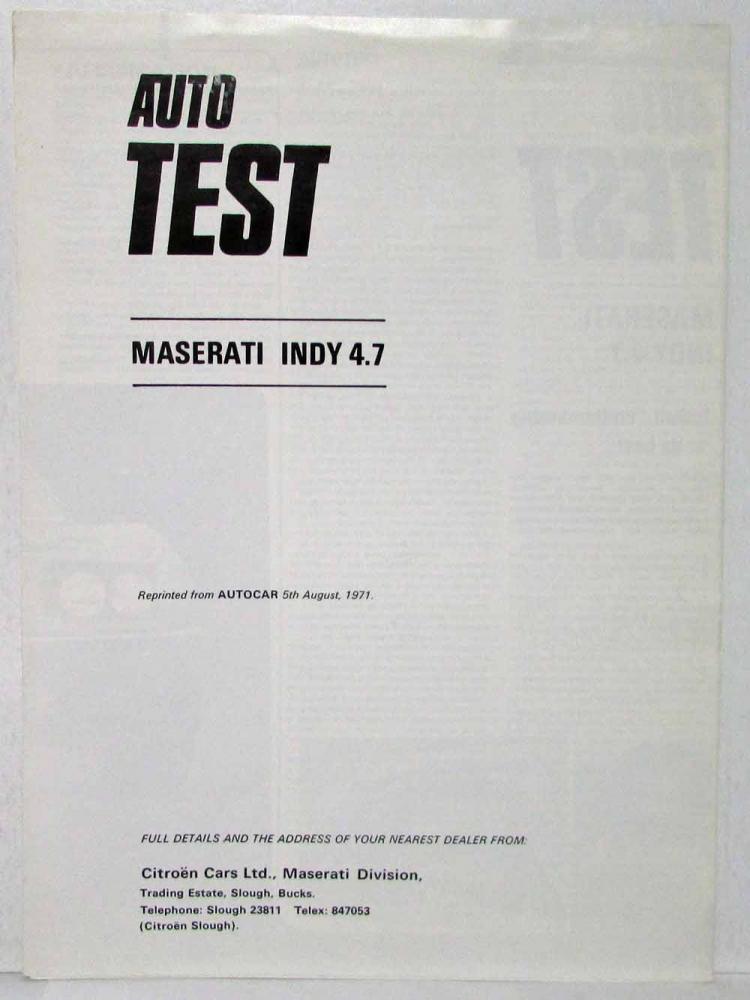 AUTO
TEST
MASERATI INDY 4.7
Reprinted from AUTOCAR 5th August, 1971.
FULL DETAILS AND THE ADDRESS OF YOUR NEAREST DEALER FROM:
Citroën Cars Ltd., Maserati Division,
Trading Estate, Slough, Bucks.
Telephone: Slough 23811 Telex: 847053
(Citroën Slough).